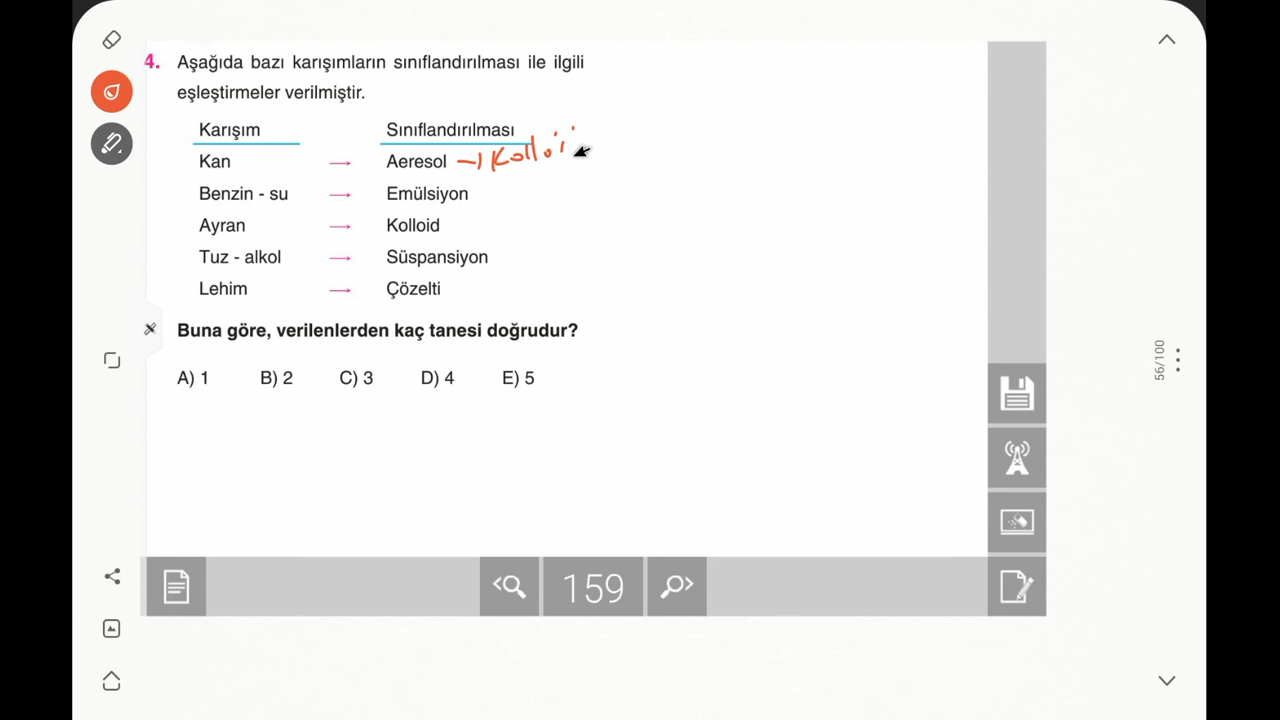 4. Aşağıda bazı karışımların sınıflandırılması ile ilgili
eşleştirmeler verilmiştir.
Karışım Sınıflandırılması
Kan → Aeresol → Kolloi
Benzin - su → Emülsiyon
Ayran → Kolloid
Tuz - alkol → Süspansiyon
Lehim → Çözelti
Buna göre, verilenlerden kaç tanesi doğrudur?
A) 1 B) 2 C) 3 D) 4 E) 5
56/100
159